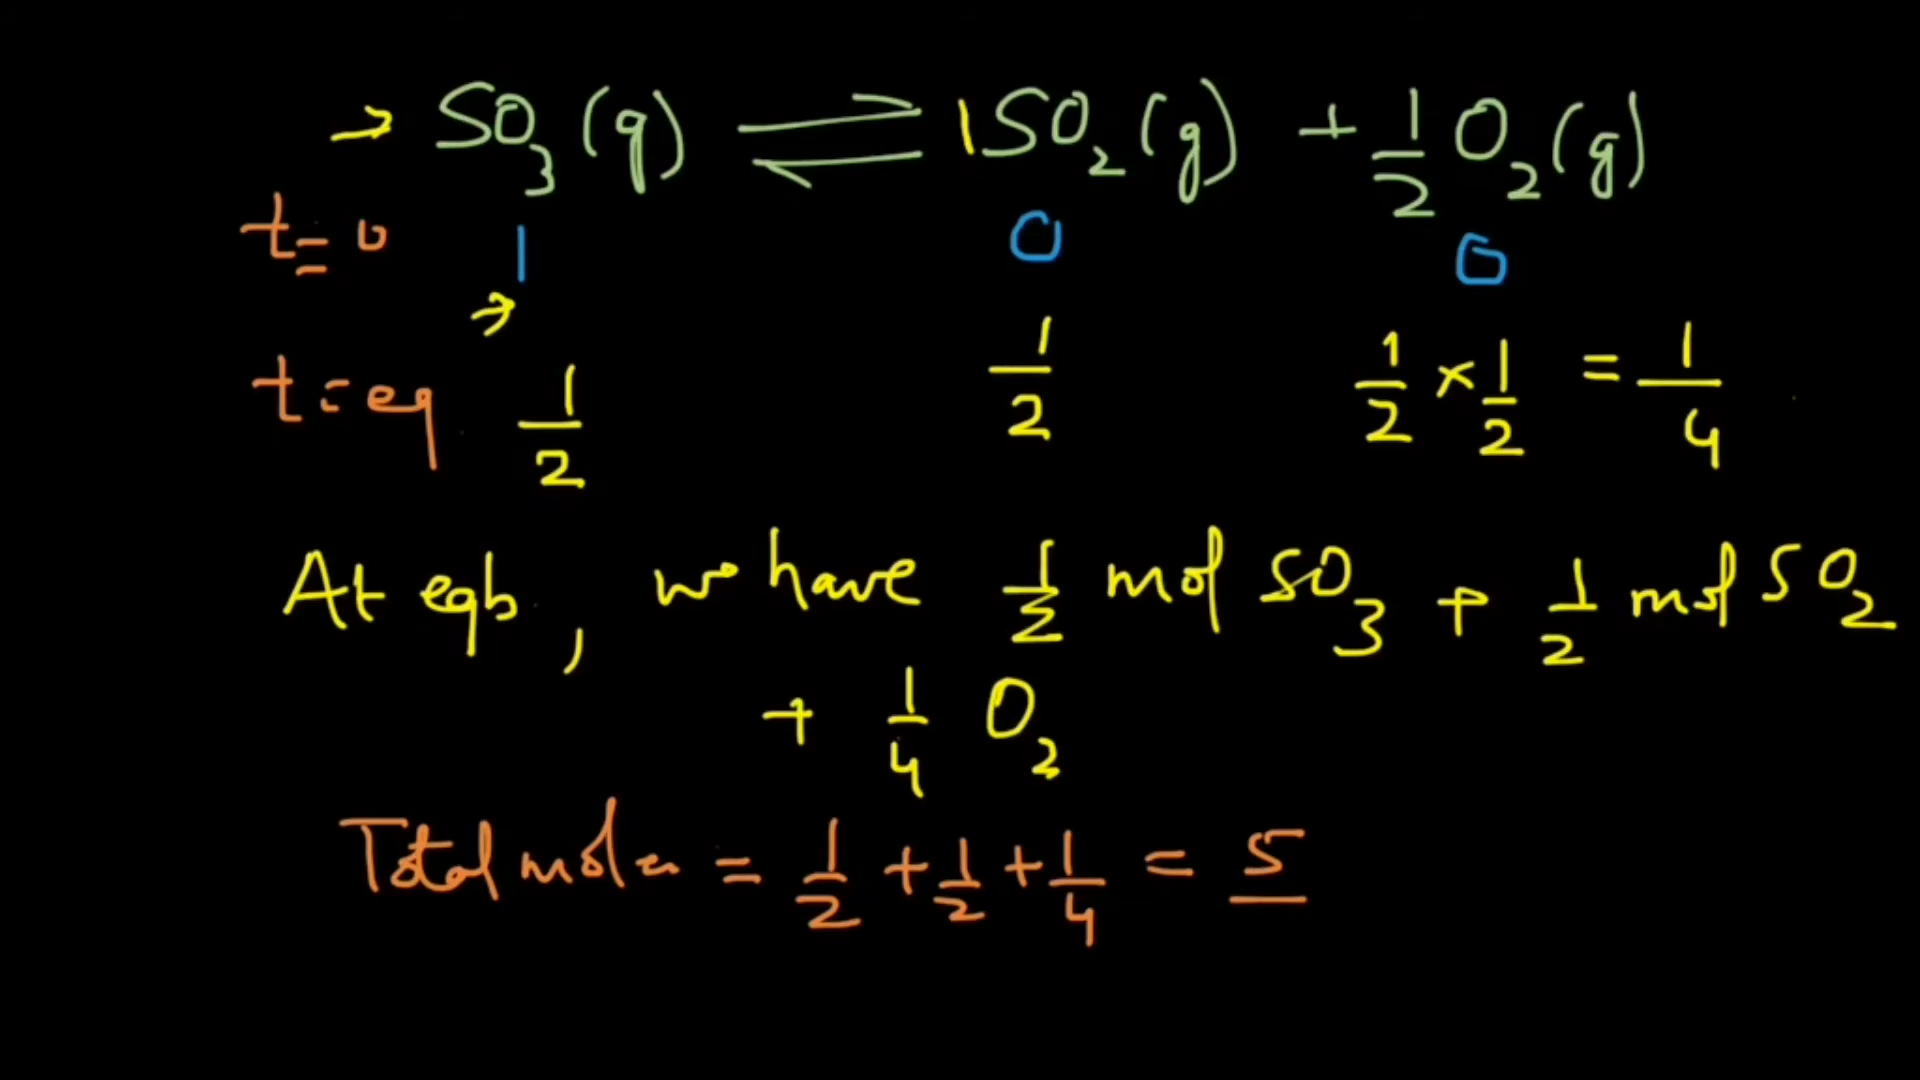 → SO₃(g) ⇌ 1SO₂(g) + 1/2 O₂(g)
t=0 1 0 0
→
t=eq 1/2 1/2 1/2 × 1/2 = 1/4
At eqb, we have 1/2 mol SO₃ + 1/2 mol SO₂
+ 1/4 O₂
Total moles = 1/2 + 1/2 + 1/4 = 5